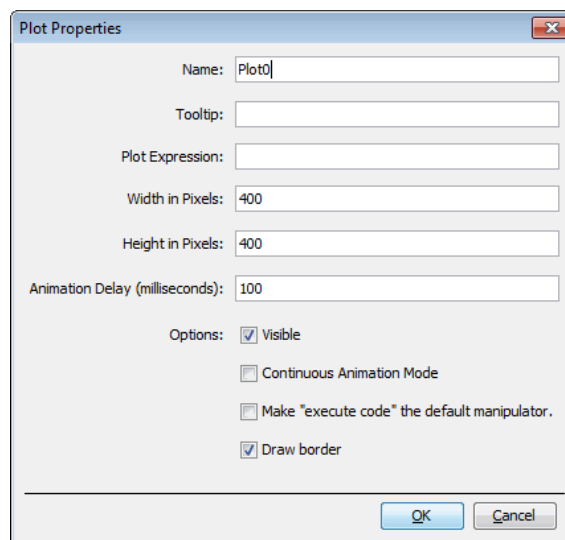 Plot Properties
Name: Plot0
Tooltip:
Plot Expression:
Width in Pixels: 400
Height in Pixels: 400
Animation Delay (milliseconds): 100
Options: Visible
Continuous Animation Mode
Make "execute code" the default manipulator.
Draw border
OK Cancel